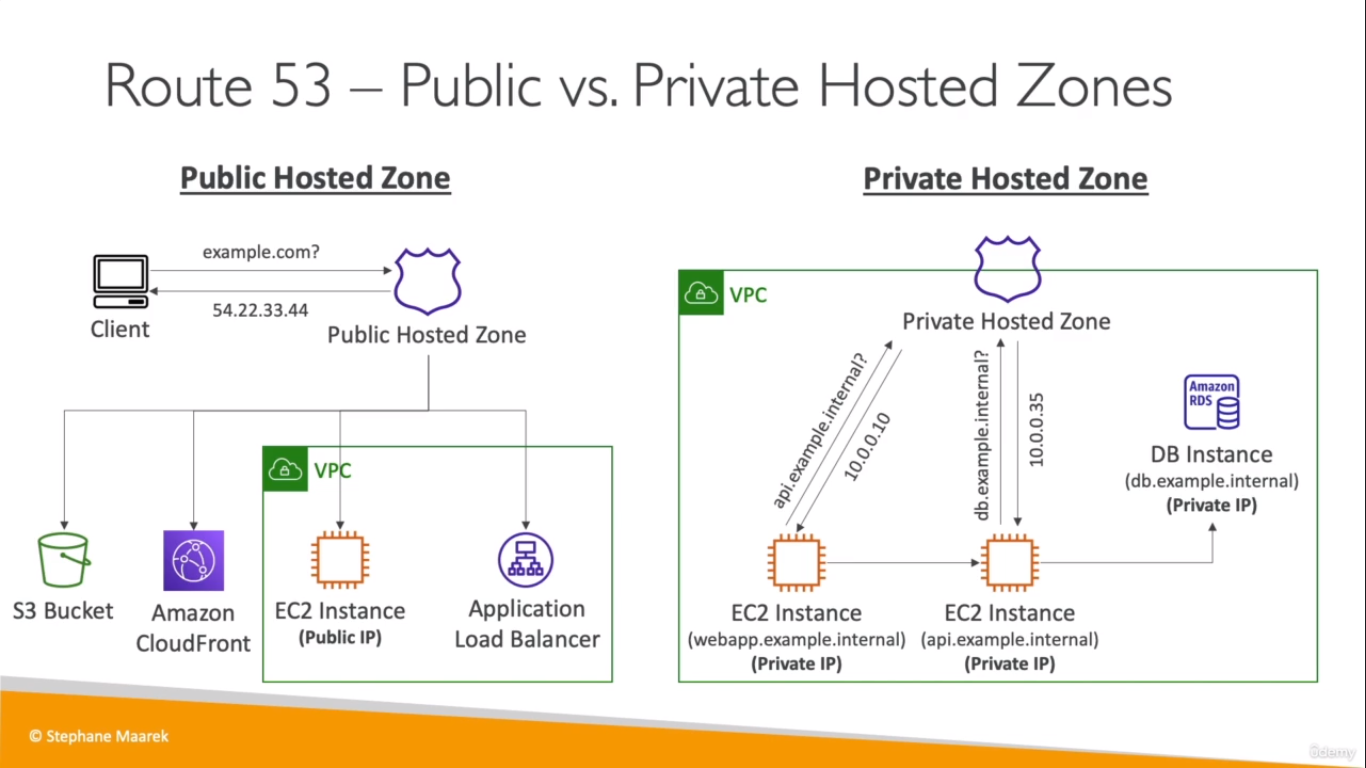 Route 53 – Public vs. Private Hosted Zones
Public Hosted Zone
Private Hosted Zone
example.com?
54.22.33.44
Client
Public Hosted Zone
VPC
S3 Bucket
Amazon
CloudFront
EC2 Instance
(Public IP)
Application
Load Balancer
VPC
Private Hosted Zone
api.example.internal?
10.0.0.10
db.example.internal?
10.0.0.35
Amazon
RDS
DB Instance
(db.example.internal)
(Private IP)
EC2 Instance
(webapp.example.internal)
(Private IP)
EC2 Instance
(api.example.internal)
(Private IP)
© Stephane Maarek
ûdemy